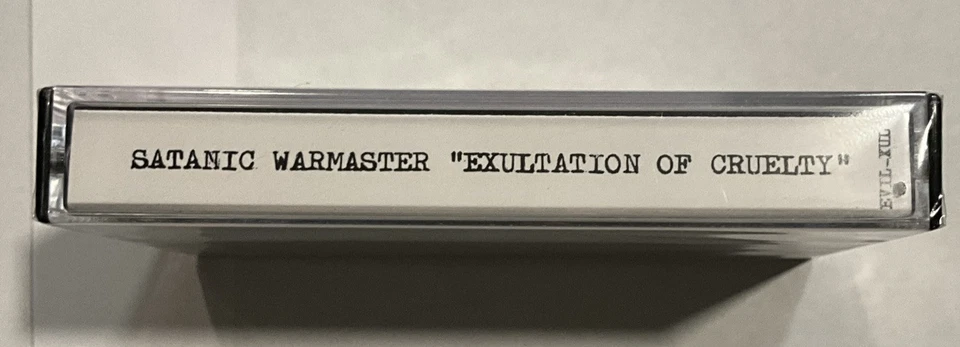 SATANIC WARMASTER "EXULTATION OF CRUELTY"
EVIL-XUL